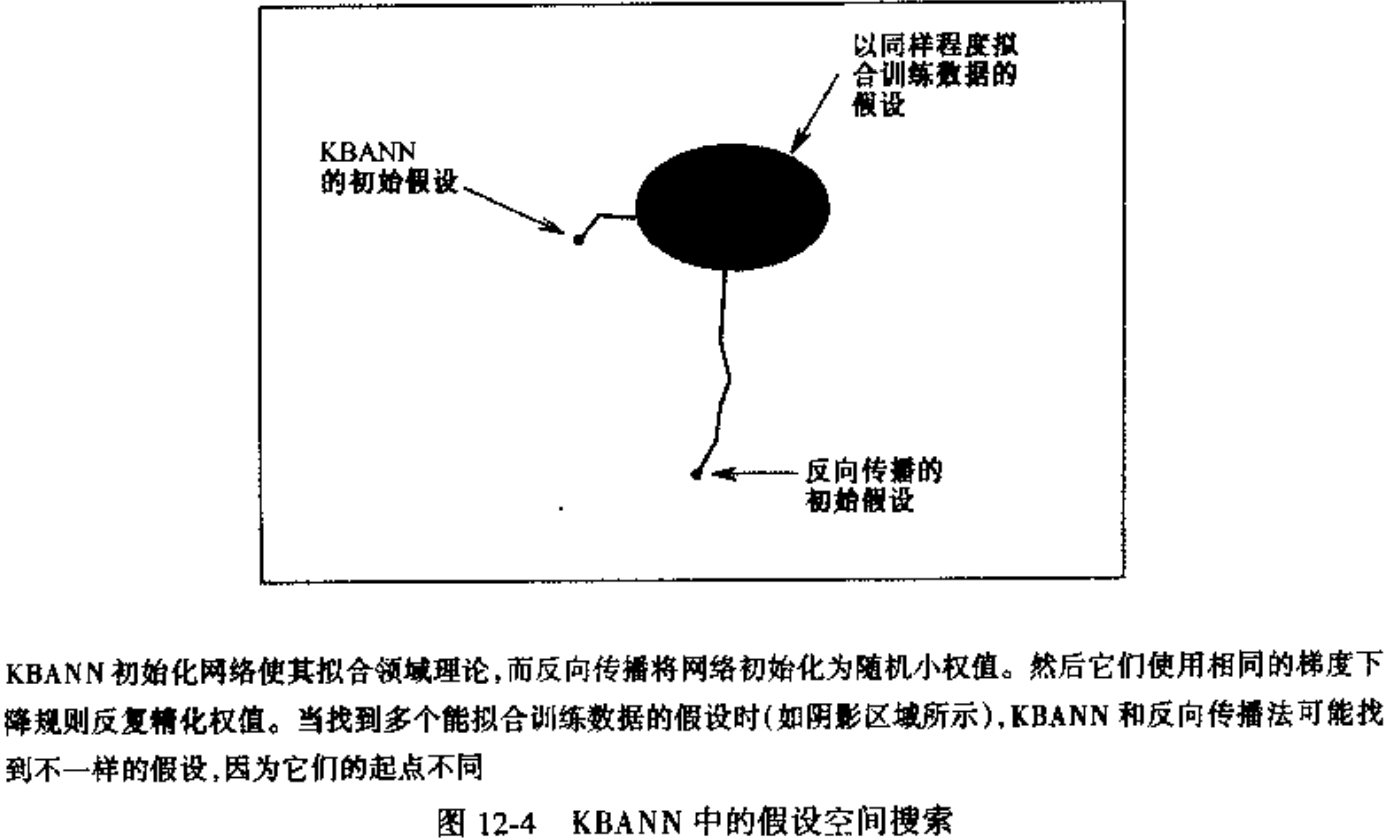 以同样程度拟
合训练数据的
假设
KBANN
的初始假设
反向传播的
初始假设
KBANN 初始化网络使其拟合领域理论,而反向传播将网络初始化为随机小权值。然后它们使用相同的梯度下
降规则反复精化权值。当找到多个能拟合训练数据的假设时(如阴影区域所示),KBANN 和反向传播法可能找
到不一样的假设,因为它们的起点不同
图 12-4 KBANN 中的假设空间搜索